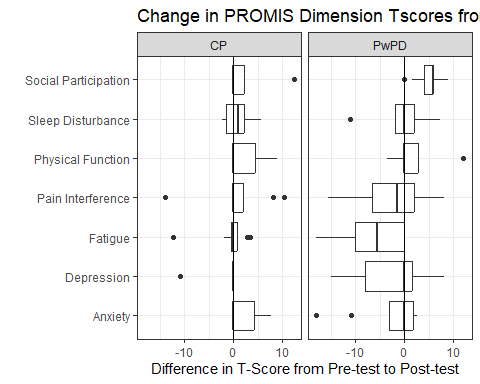 Change in PROMIS Dimension Tscores fro
CP
PwPD
Social Participation
Sleep Disturbance
Physical Function
Pain Interference
Fatigue
Depression
Anxiety
-10 0 10
-10 0 10
Difference in T-Score from Pre-test to Post-test